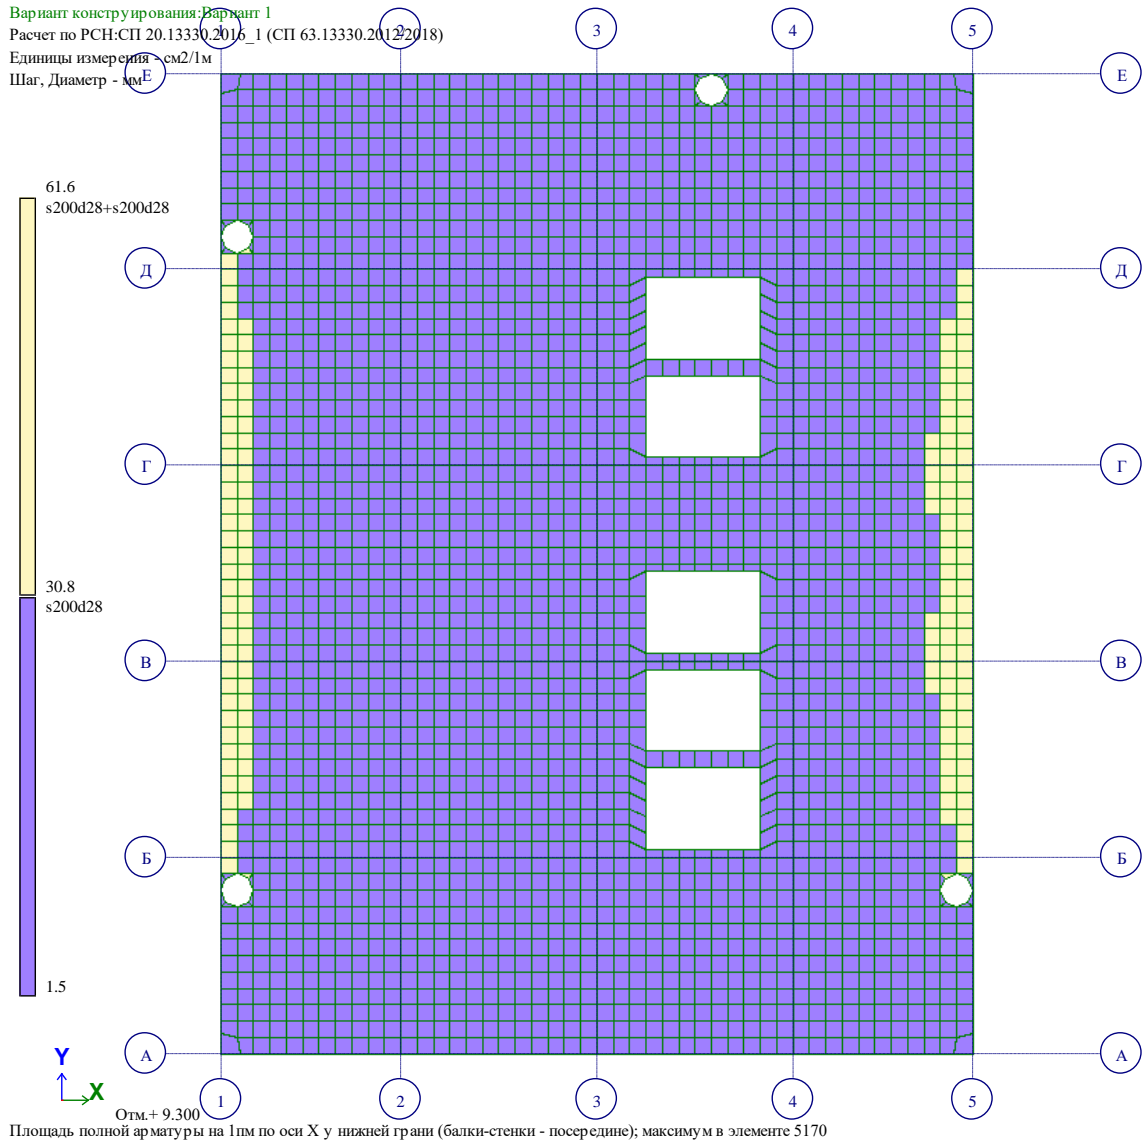 Вариант конструирования:Вариант 1
Расчет по РСН:СП 20.13330.2016_1 (СП 63.13330.2012/2018)
Единицы измерения - см2/1м
Шаг, Диаметр - мм
1 2 3 4 5
Е Е
61.6
s200d28+s200d28
Д Д
Г Г
30.8
s200d28
В В
Б Б
1.5
А А
Y
X
1 2 3 4 5
Отм.+ 9.300
Площадь полной арматуры на 1пм по оси X у нижней грани (балки-стенки - посередине); максимум в элементе 5170